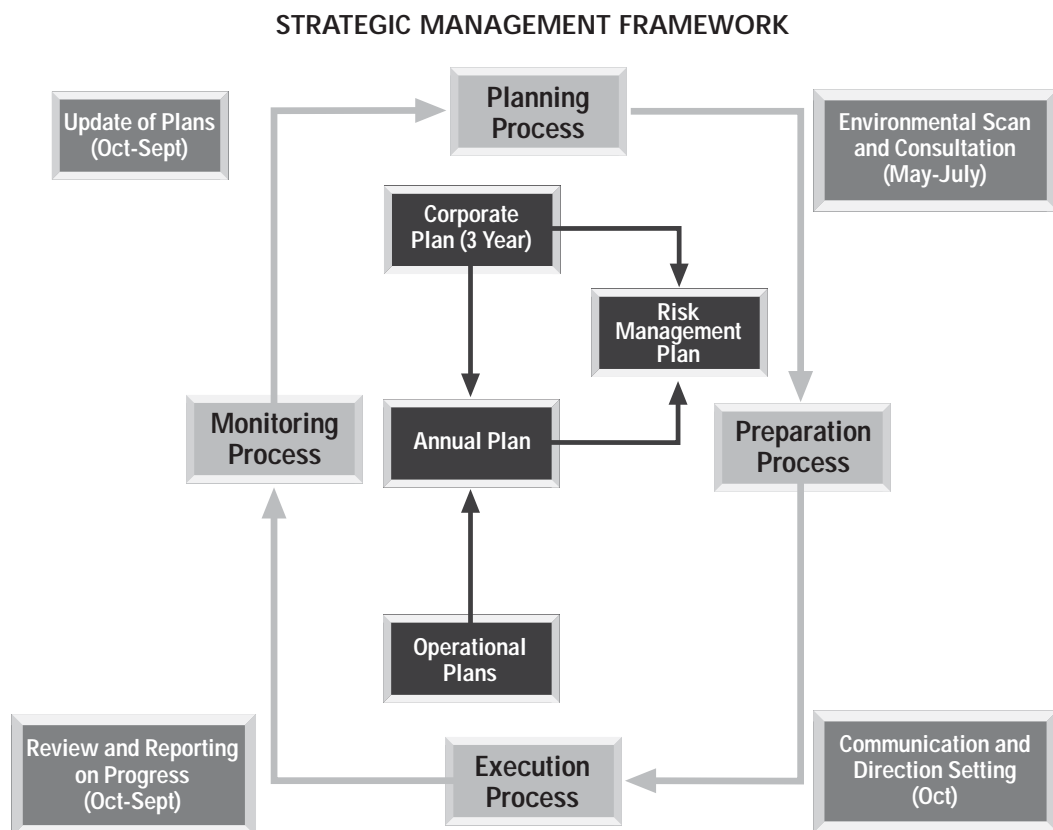 STRATEGIC MANAGEMENT FRAMEWORK
Planning
Process
Update of Plans
(Oct-Sept)
Environmental Scan
and Consultation
(May-July)
Corporate
Plan (3 Year)
Risk
Management
Plan
Monitoring
Process
Annual Plan
Preparation
Process
Operational
Plans
Review and Reporting
on Progress
(Oct-Sept)
Execution
Process
Communication and
Direction Setting
(Oct)